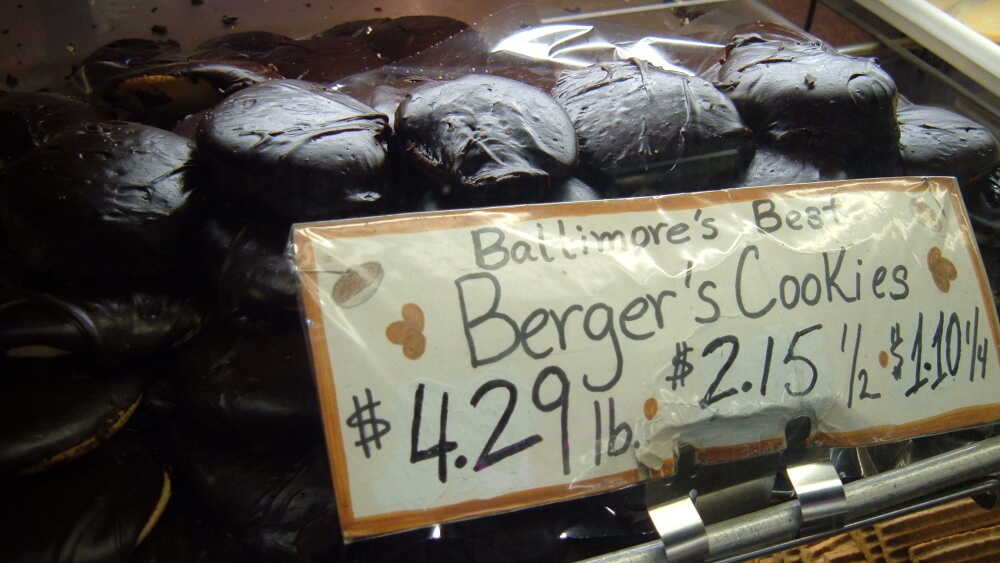 Baltimore's Best
Berger's Cookies
$4.29 lb. $2.15 1/2 $1.10 1/4